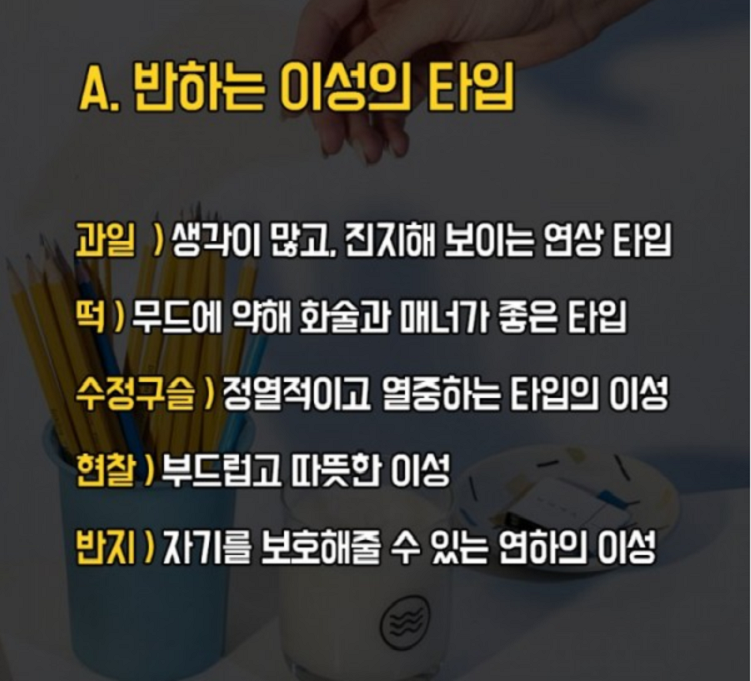 A. 반하는 이성의 타입
과일 ) 생각이 많고, 진지해 보이는 연상 타입
떡 ) 무드에 약해 화술과 매너가 좋은 타입
수정구슬 ) 정열적이고 열중하는 타입의 이성
현찰 ) 부드럽고 따뜻한 이성
반지 ) 자기를 보호해줄 수 있는 연하의 이성